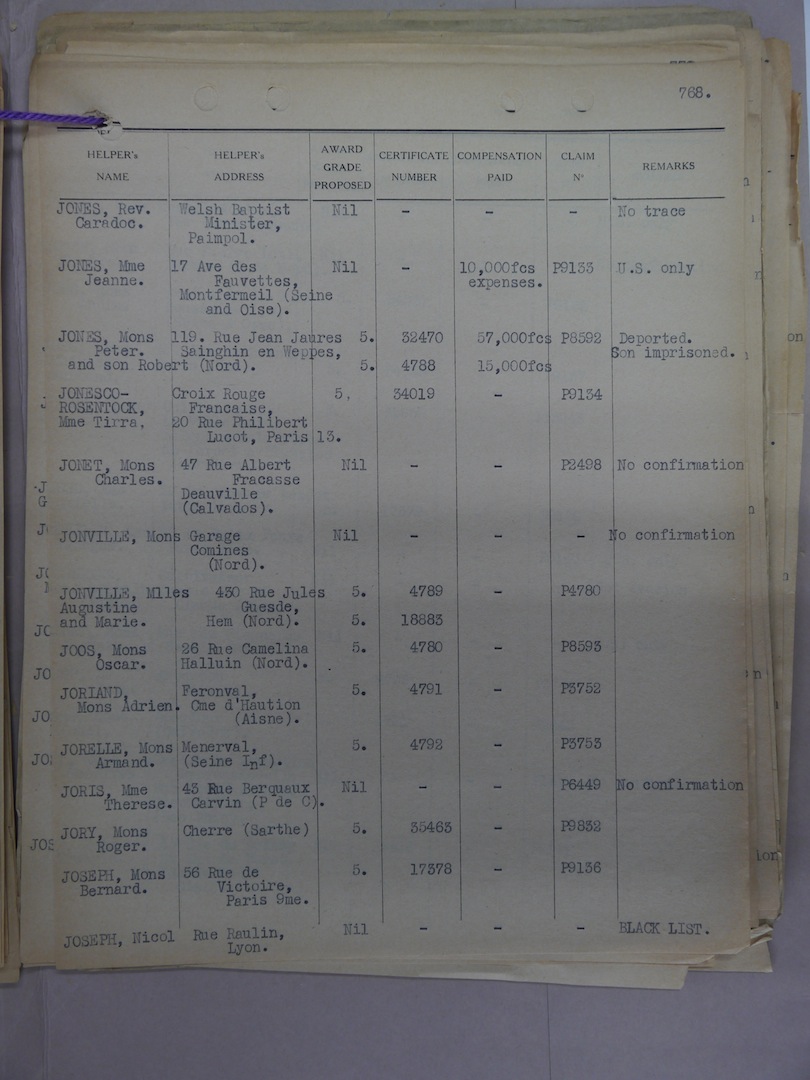 768.
HELPER's NAME HELPER's ADDRESS AWARD GRADE PROPOSED CERTIFICATE NUMBER COMPENSATION PAID CLAIM No REMARKS
JONES, Rev. Welsh Baptist Nil - - - No trace
Caradoc. Minister,
Paimpol.
JONES, Mme 17 Ave des Nil - 10,000fcs P9133 U.S. only
Jeanne. Fauvettes, expenses.
Montfermeil (Seine
and Oise).
JONES, Mons 119. Rue Jean Jaures 5. 32470 57,000fcs P8592 Deported.
Peter. Sainghin en Weppes, Son imprisoned.
and son Robert (Nord). 5. 4788 15,000fcs
JONESCO- Croix Rouge 5. 34019 - P9134
ROSENTOCK, Francaise,
Mme Tirra, 20 Rue Philibert
Lucot, Paris 13.
JONET, Mons 47 Rue Albert Nil - - P2498 No confirmation
Charles. Fracasse
Deauville
(Calvados).
JONVILLE, Mons Garage Nil - - - No confirmation
Comines
(Nord).
JONVILLE, Mlles 430 Rue Jules 5. 4789 - P4780
Augustine Guesde,
and Marie. Hem (Nord). 5. 18883
JOOS, Mons 26 Rue Camelina 5. 4780 - P8593
Oscar. Halluin (Nord).
JORIAND, Feronval, 5. 4791 - P3752
Mons Adrien. Cme d'Haution
(Aisne).
JORELLE, Mons Menerval, 5. 4792 - P3753
Armand. (Seine Inf).
JORIS, Mme 43 Rue Berquaux Nil - - P6449 No confirmation
Therese. Carvin (P de C).
JORY, Mons Cherre (Sarthe) 5. 35463 - P9832
Roger.
JOSEPH, Mons 56 Rue de 5. 17378 - P9136
Bernard. Victoire,
Paris 9me.
JOSEPH, Nicol Rue Raulin, Nil - - - BLACK LIST.
Lyon.